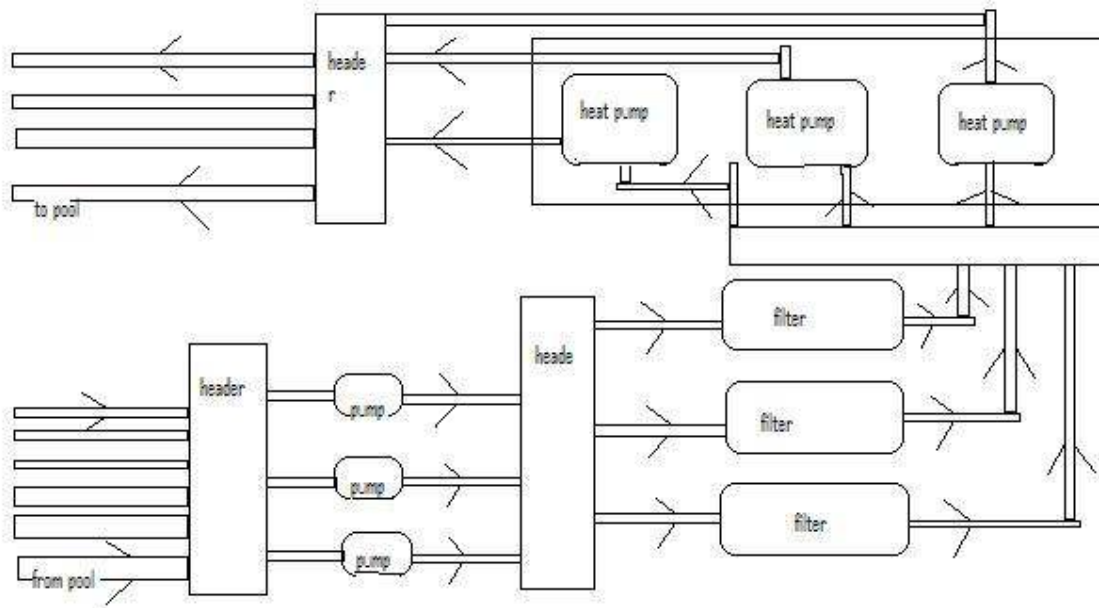 heade
r
heat pump
heat pump
heat pump
to pool
filter
heade
header
pump
filter
pump
filter
pump
from pool